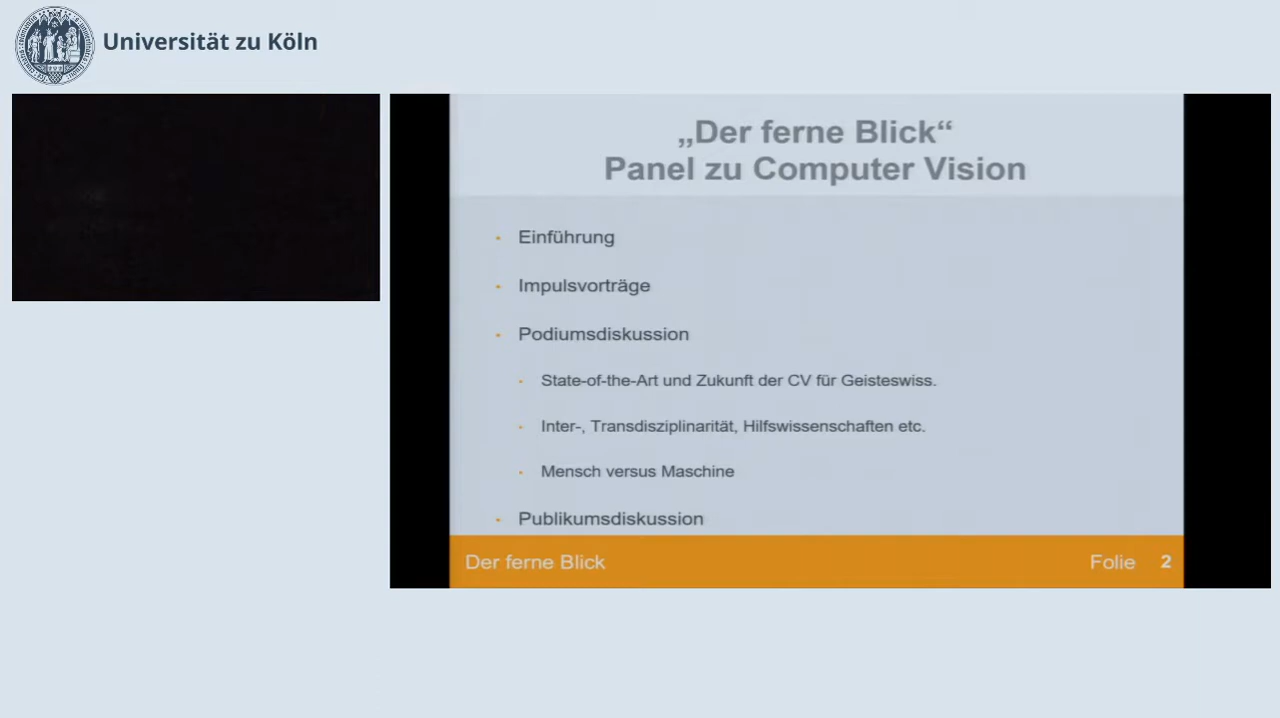 Universität zu Köln
„Der ferne Blick“
Panel zu Computer Vision
Einführung
Impulsvorträge
Podiumsdiskussion
State-of-the-Art und Zukunft der CV für Geisteswiss.
Inter-, Transdisziplinarität, Hilfswissenschaften etc.
Mensch versus Maschine
Publikumsdiskussion
Der ferne Blick Folie 2